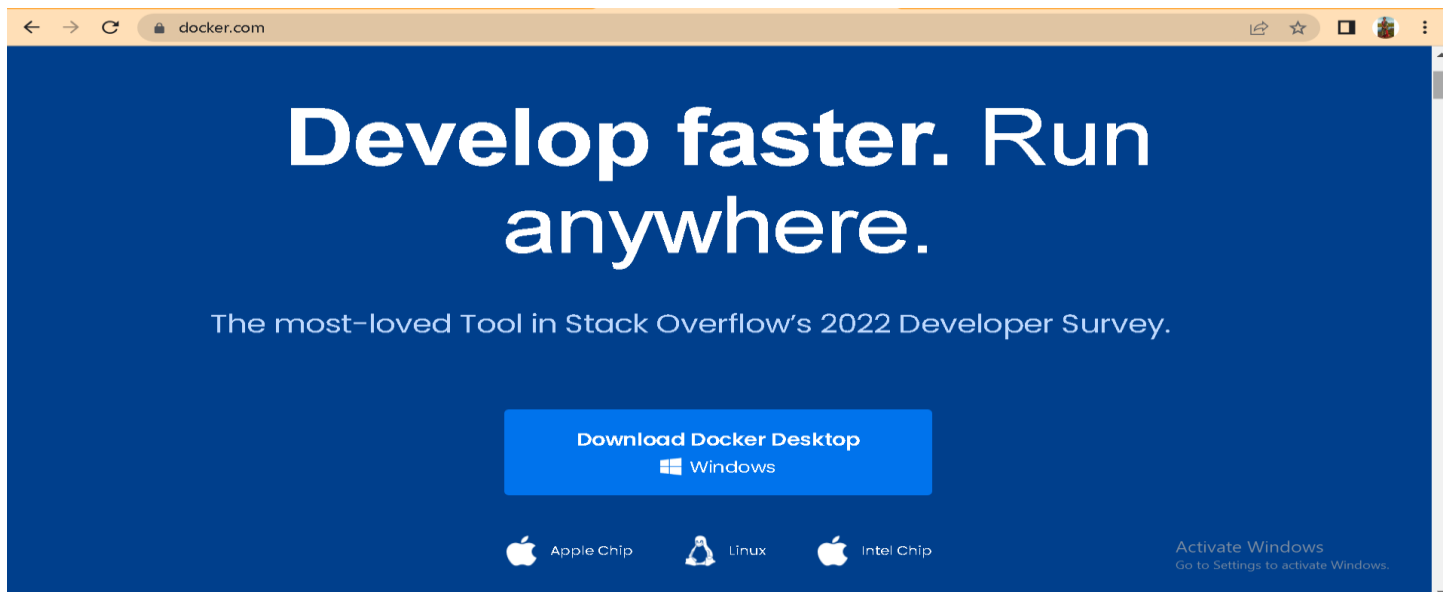 docker.com
Develop faster. Run
anywhere.
The most-loved Tool in Stack Overflow's 2022 Developer Survey.
Download Docker Desktop
Windows
Apple Chip Linux Intel Chip
Activate Windows
Go to Settings to activate Windows.